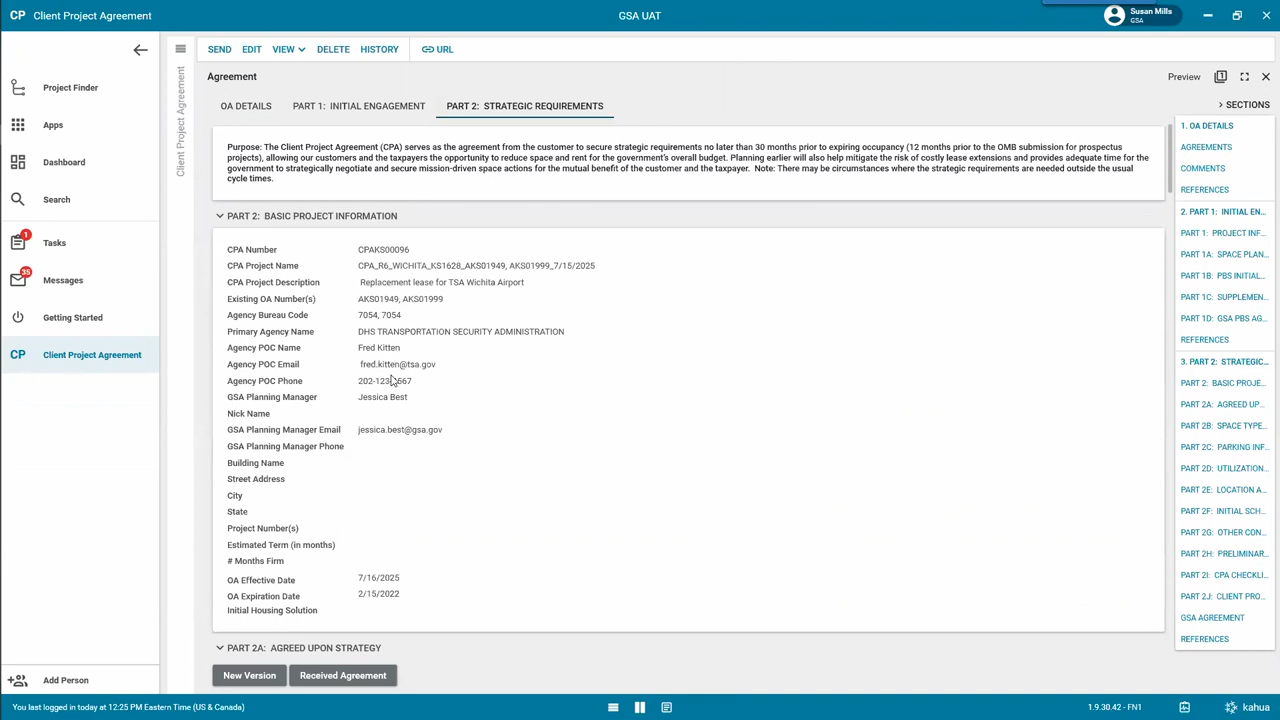 CP Client Project Agreement
GSA UAT
Susan Mills
GSA
Project Finder
Apps
Dashboard
Search
1
Tasks
35
Messages
Getting Started
CP Client Project Agreement
Add Person
Client Project Agreement
SEND EDIT VIEW DELETE HISTORY URL
Agreement
Preview
OA DETAILS PART 1: INITIAL ENGAGEMENT PART 2: STRATEGIC REQUIREMENTS
Purpose: The Client Project Agreement (CPA) serves as the agreement from the customer to secure strategic requirements no later than 30 months prior to expiring occupancy (12 months prior to the OMB submission for prospectus
projects), allowing our customers and the taxpayers the opportunity to reduce space and rent for the government's overall budget. Planning earlier will also help mitigate the risk of costly lease extensions and provides adequate time for the
government to strategically negotiate and secure mission-driven space actions for the mutual benefit of the customer and the taxpayer. Note: There may be circumstances where the strategic requirements are needed outside the usual
cycle times.
PART 2: BASIC PROJECT INFORMATION
CPA Number CPAKS00096
CPA Project Name CPA_R6_WICHITA_KS1628_AKS01949, AKS01999_7/15/2025
CPA Project Description Replacement lease for TSA Wichita Airport
Existing OA Number(s) AKS01949, AKS01999
Agency Bureau Code 7054, 7054
Primary Agency Name DHS TRANSPORTATION SECURITY ADMINISTRATION
Agency POC Name Fred Kitten
Agency POC Email fred.kitten@tsa.gov
Agency POC Phone
GSA Planning Manager Jessica Best
Nick Name
GSA Planning Manager Email jessica.best@gsa.gov
GSA Planning Manager Phone
Building Name
Street Address
City
State
Project Number(s)
Estimated Term (in months)
# Months Firm
OA Effective Date 7/16/2025
OA Expiration Date 2/15/2022
Initial Housing Solution
PART 2A: AGREED UPON STRATEGY
New Version Received Agreement
SECTIONS
1. OA DETAILS
AGREEMENTS
COMMENTS
REFERENCES
2. PART 1: INITIAL EN...
PART 1: PROJECT INF...
PART 1A: SPACE PLAN...
PART 1B: PBS INITIAL...
PART 1C: SUPPLEMEN...
PART 1D: GSA PBS AG...
REFERENCES
3. PART 2: STRATEGIC...
PART 2: BASIC PROJE...
PART 2A: AGREED UP...
PART 2B: SPACE TYPE...
PART 2C: PARKING INF...
PART 2D: UTILIZATION...
PART 2E: LOCATION A...
PART 2F: INITIAL SCH...
PART 2G: OTHER CON...
PART 2H: PRELIMINAR...
PART 2I: CPA CHECKLI...
PART 2J: CLIENT PRO...
GSA AGREEMENT
REFERENCES
You last logged in today at 12:25 PM Eastern Time (US & Canada)
1.9.30.42 - FN1
kahua